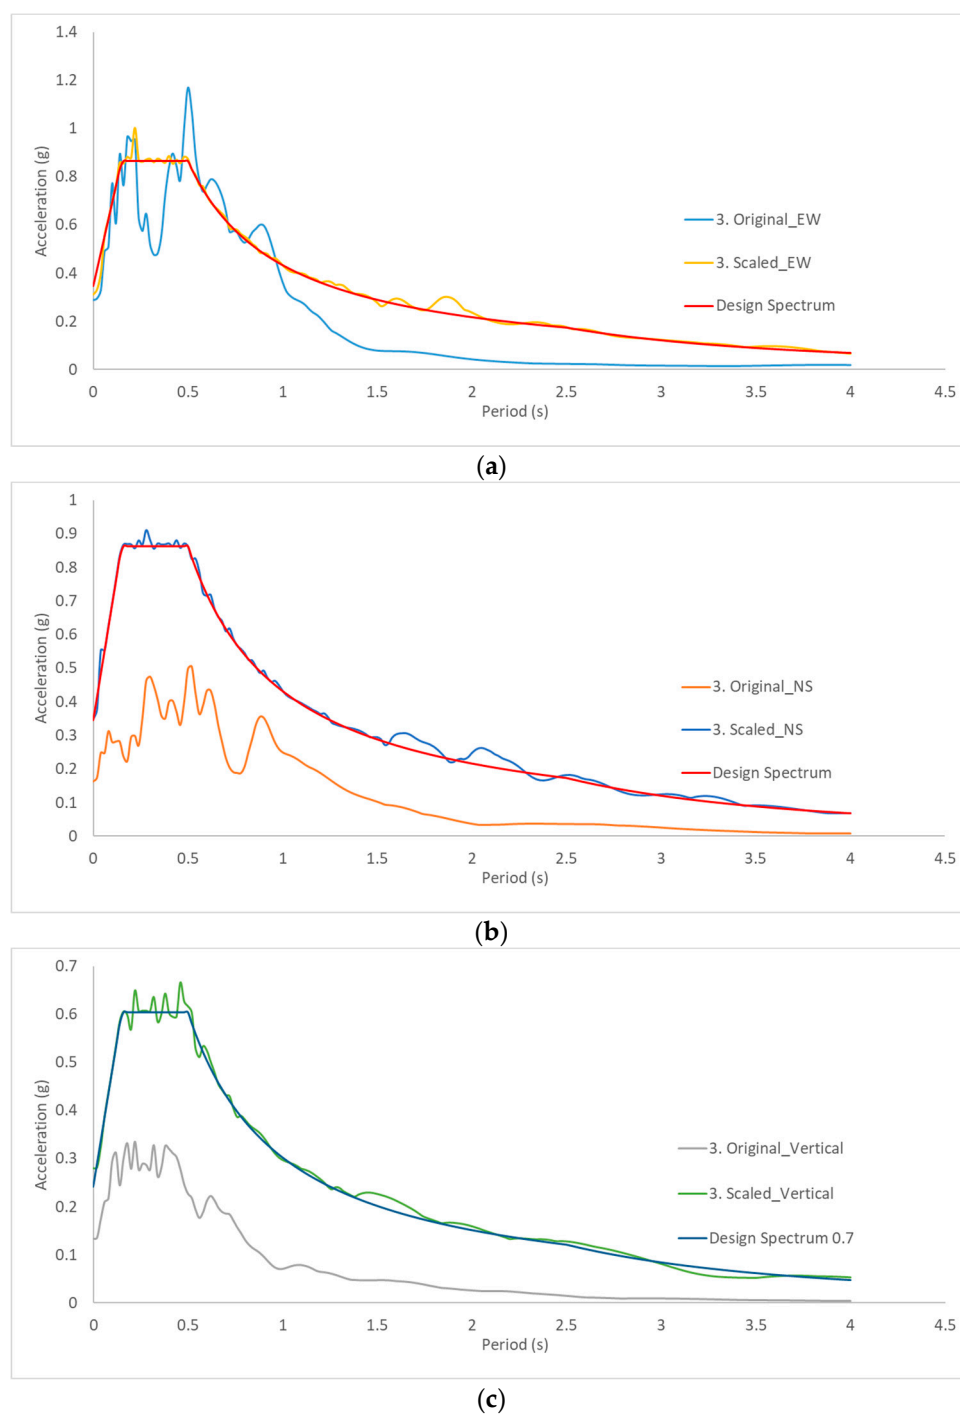 1.4
1.2
1
0.8
0.6
0.4
0.2
0
Acceleration (g)
0 0.5 1 1.5 2 2.5 3 3.5 4 4.5
Period (s)
3. Original_EW
3. Scaled_EW
Design Spectrum
(a)
1
0.9
0.8
0.7
0.6
0.5
0.4
0.3
0.2
0.1
0
Acceleration (g)
0 0.5 1 1.5 2 2.5 3 3.5 4 4.5
Period (s)
3. Original_NS
3. Scaled_NS
Design Spectrum
(b)
0.7
0.6
0.5
0.4
0.3
0.2
0.1
0
Acceleration (g)
0 0.5 1 1.5 2 2.5 3 3.5 4 4.5
Period (s)
3. Original_Vertical
3. Scaled_Vertical
Design Spectrum 0.7
(c)